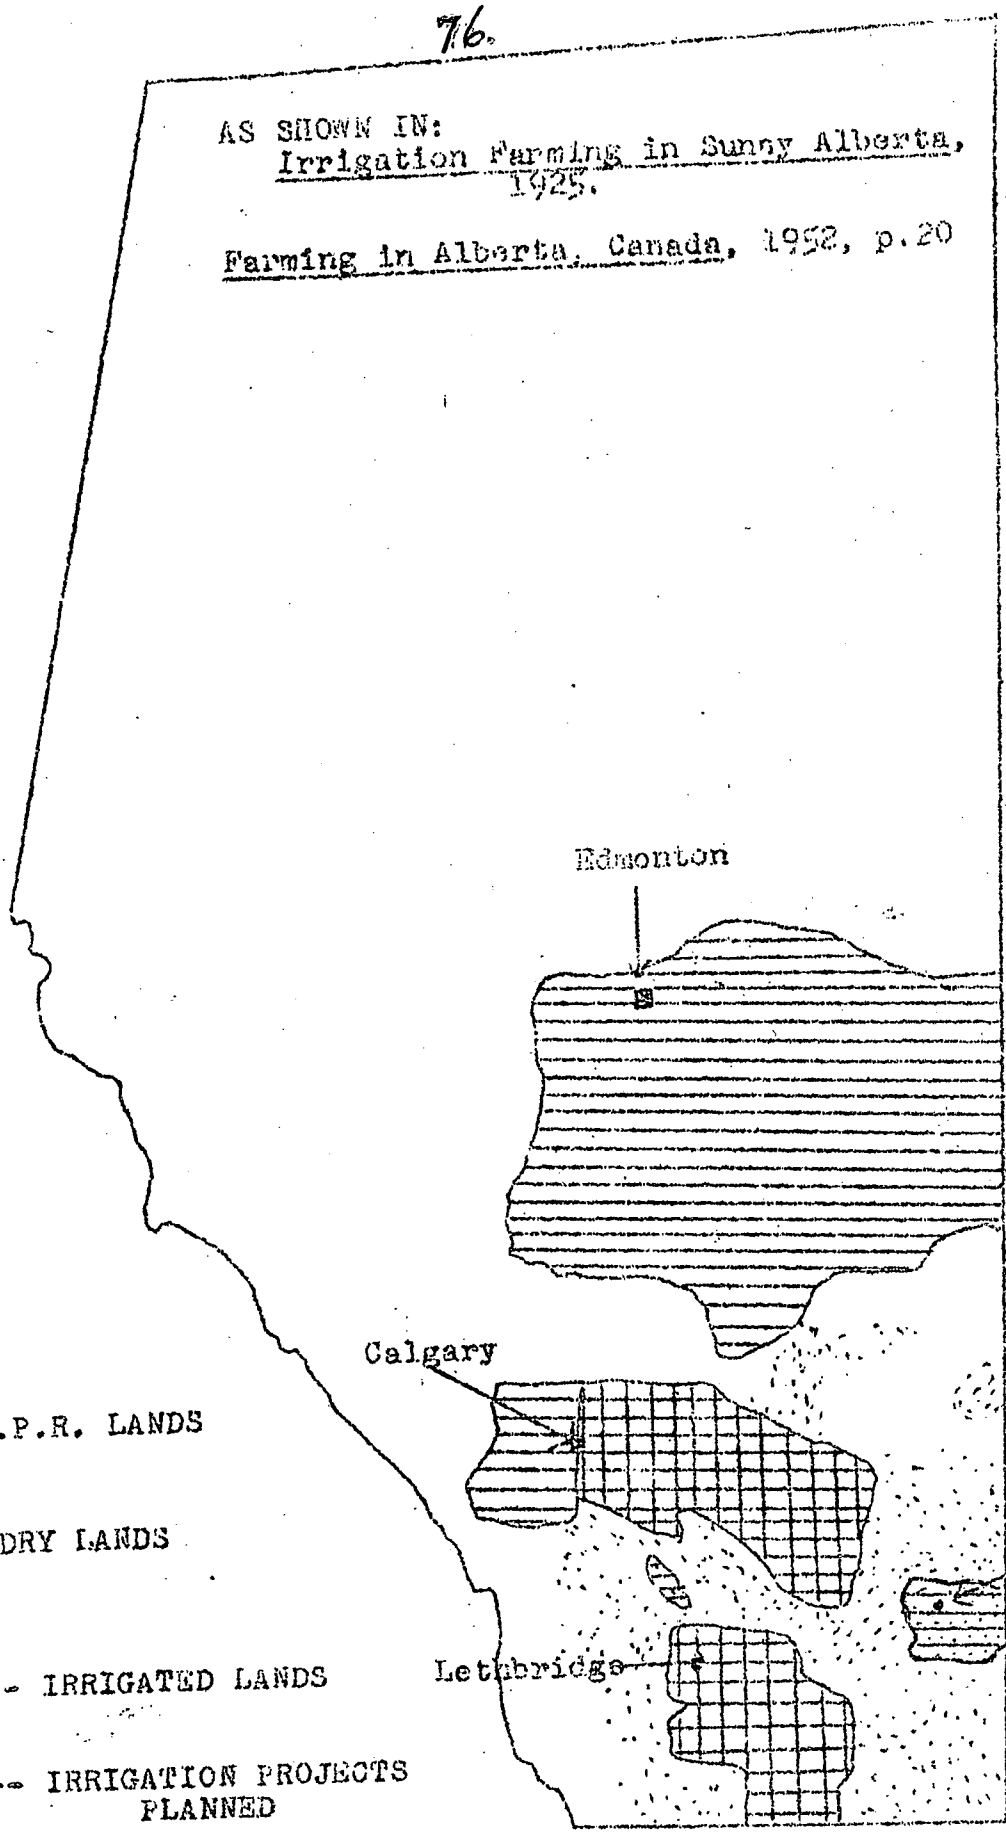 76.
AS SHOWN IN:
Irrigation Farming in Sunny Alberta,
1925.
Farming in Alberta, Canada, 1952, p.20
Edmonton
Calgary
.P.R. LANDS
DRY LANDS
- IRRIGATED LANDS
Lethbridge
-- IRRIGATION PROJECTS
PLANNED